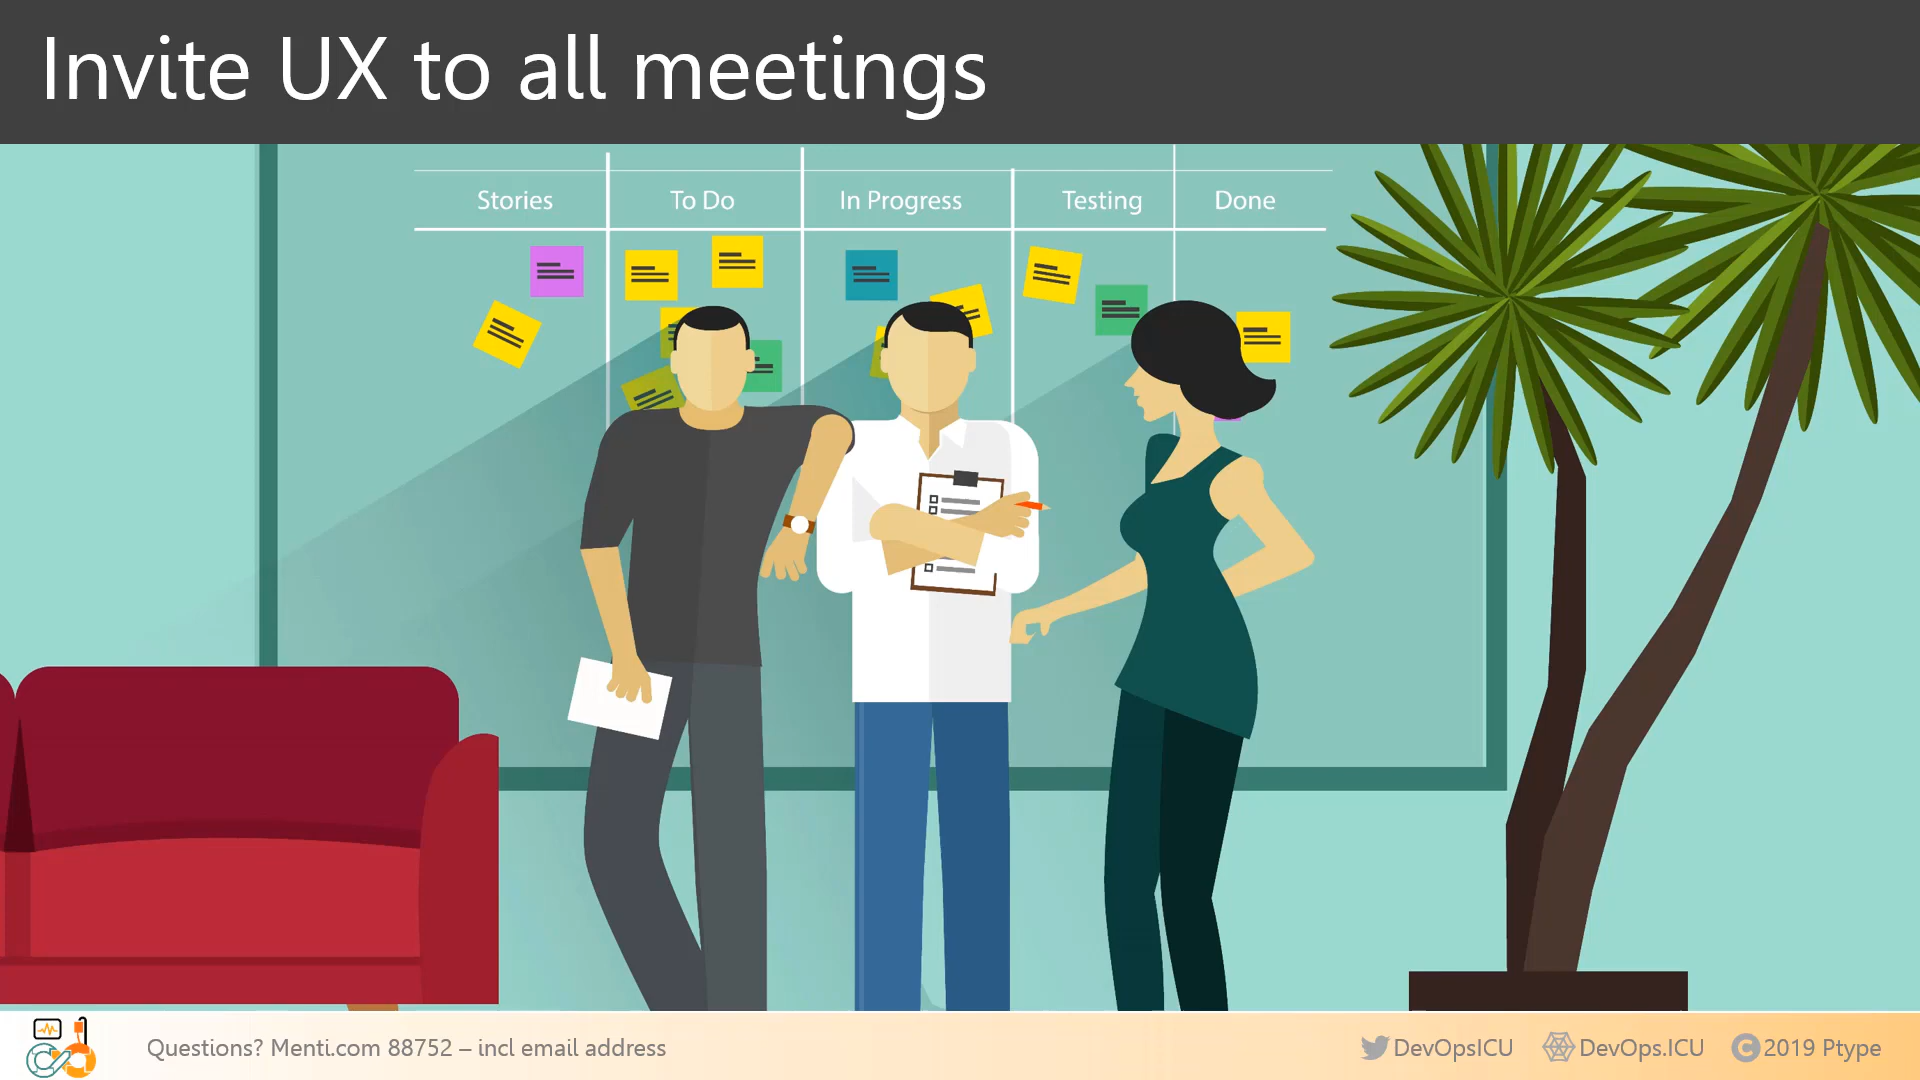 Invite UX to all meetings
Stories To Do In Progress Testing Done
Questions? Menti.com 88752 – incl email address
DevOpsICU DevOps.ICU © 2019 Ptype